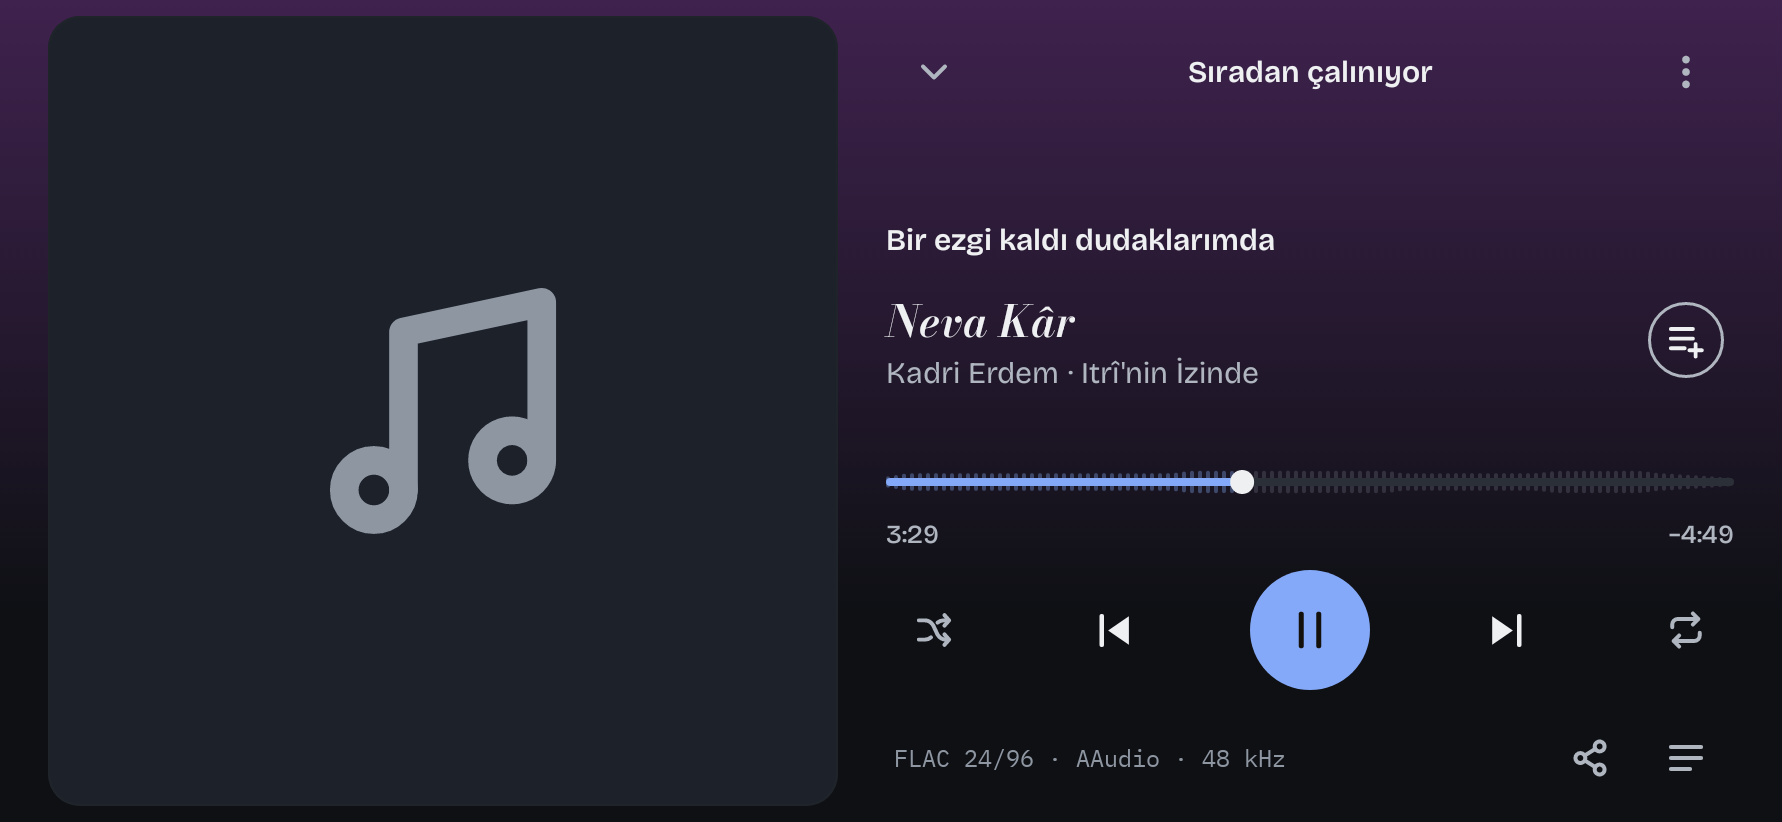 Sıradan çalınıyor
Bir ezgi kaldı dudaklarımda
Neva Kâr
Kadri Erdem · Itrî'nin İzinde
3:29
−4:49
FLAC 24/96 · AAudio · 48 kHz